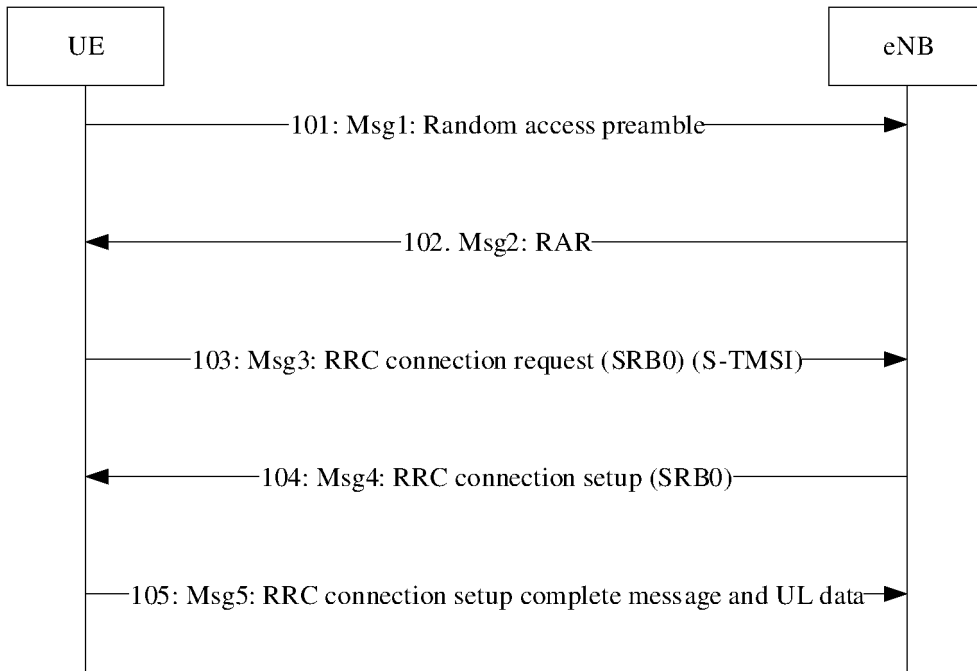 UE
eNB
101: Msg1: Random access preamble
102. Msg2: RAR
103: Msg3: RRC connection request (SRB0) (S-TMSI)
104: Msg4: RRC connection setup (SRB0)
105: Msg5: RRC connection setup complete message and UL data